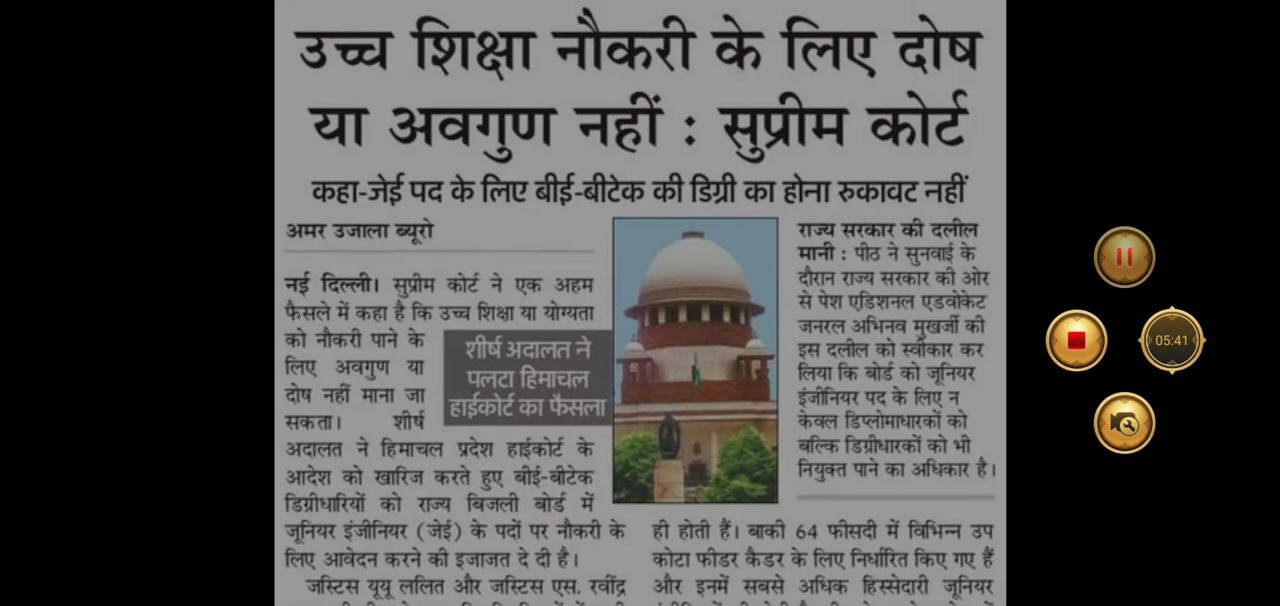 उच्च शिक्षा नौकरी के लिए दोष
या अवगुण नहीं : सुप्रीम कोर्ट
कहा-जेई पद के लिए बीई-बीटेक की डिग्री का होना रुकावट नहीं
अमर उजाला ब्यूरो
नई दिल्ली। सुप्रीम कोर्ट ने एक अहम
फैसले में कहा है कि उच्च शिक्षा या योग्यता
को नौकरी पाने के
लिए अवगुण या
दोष नहीं माना जा
सकता। शीर्ष
अदालत ने हिमाचल प्रदेश हाईकोर्ट के
आदेश को खारिज करते हुए बीई-बीटेक
डिग्रीधारियों को राज्य बिजली बोर्ड में
जूनियर इंजीनियर (जेई) के पदों पर नौकरी के
लिए आवेदन करने की इजाजत दे दी है।
जस्टिस यूयू ललित और जस्टिस एस. रवींद्र
शीर्ष अदालत ने
पलटा हिमाचल
हाईकोर्ट का फैसला
राज्य सरकार की दलील
मानी : पीठ ने सुनवाई के
दौरान राज्य सरकार की ओर
से पेश एडिशनल एडवोकेट
जनरल अभिनव मुखर्जी की
इस दलील को स्वीकार कर
लिया कि बोर्ड को जूनियर
इंजीनियर पद के लिए न
केवल डिप्लोमाधारकों को
बल्कि डिग्रीधारकों को भी
नियुक्त पाने का अधिकार है।
ही होती हैं। बाकी 64 फीसदी में विभिन्न उप
कोटा फीडर कैडर के लिए निर्धारित किए गए हैं
और इनमें सबसे अधिक हिस्सेदारी जूनियर
05:41